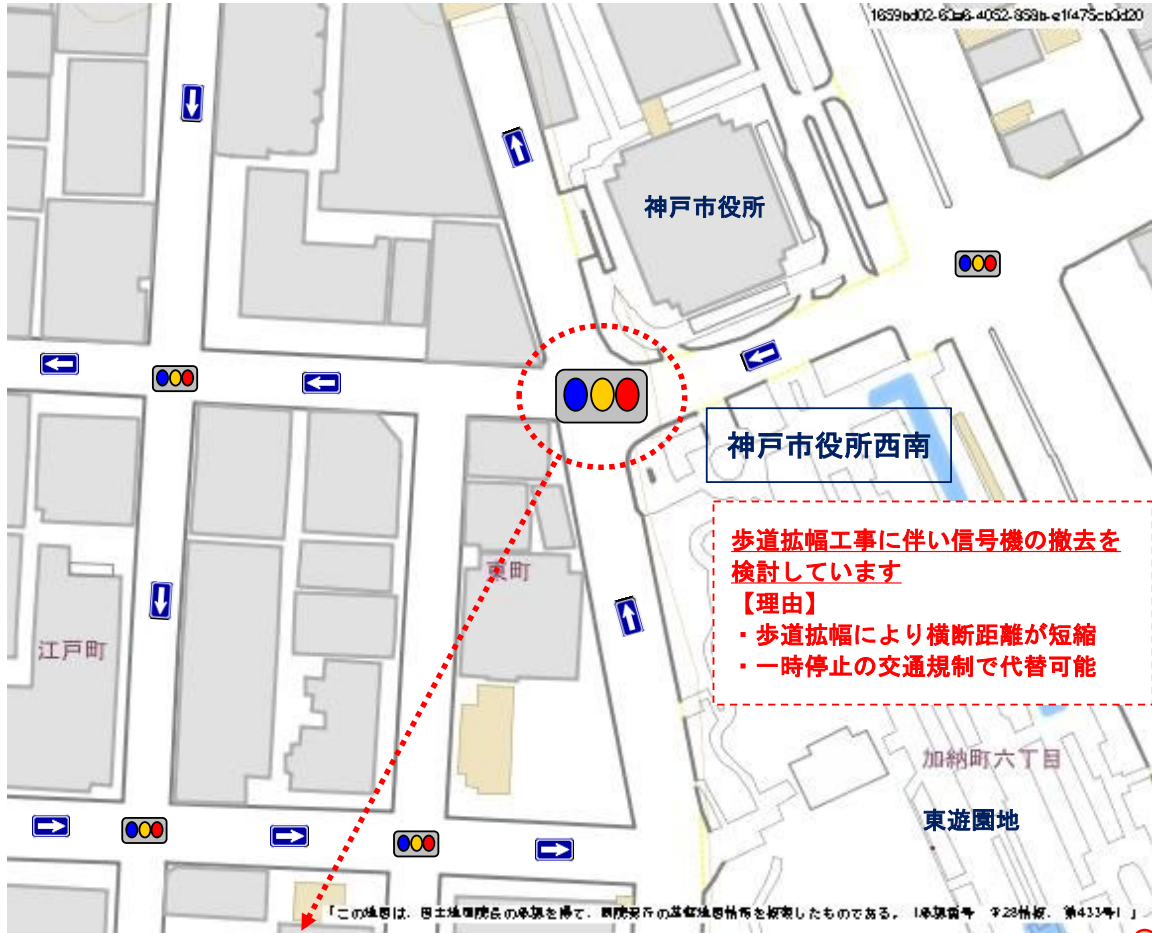 神戸市役所
神戸市役所西南
歩道拡幅工事に伴い信号機の撤去を
検討しています
【理由】
・歩道拡幅により横断距離が短縮
・一時停止の交通規制で代替可能
東町
江戸町
加納町六丁目
東遊園地